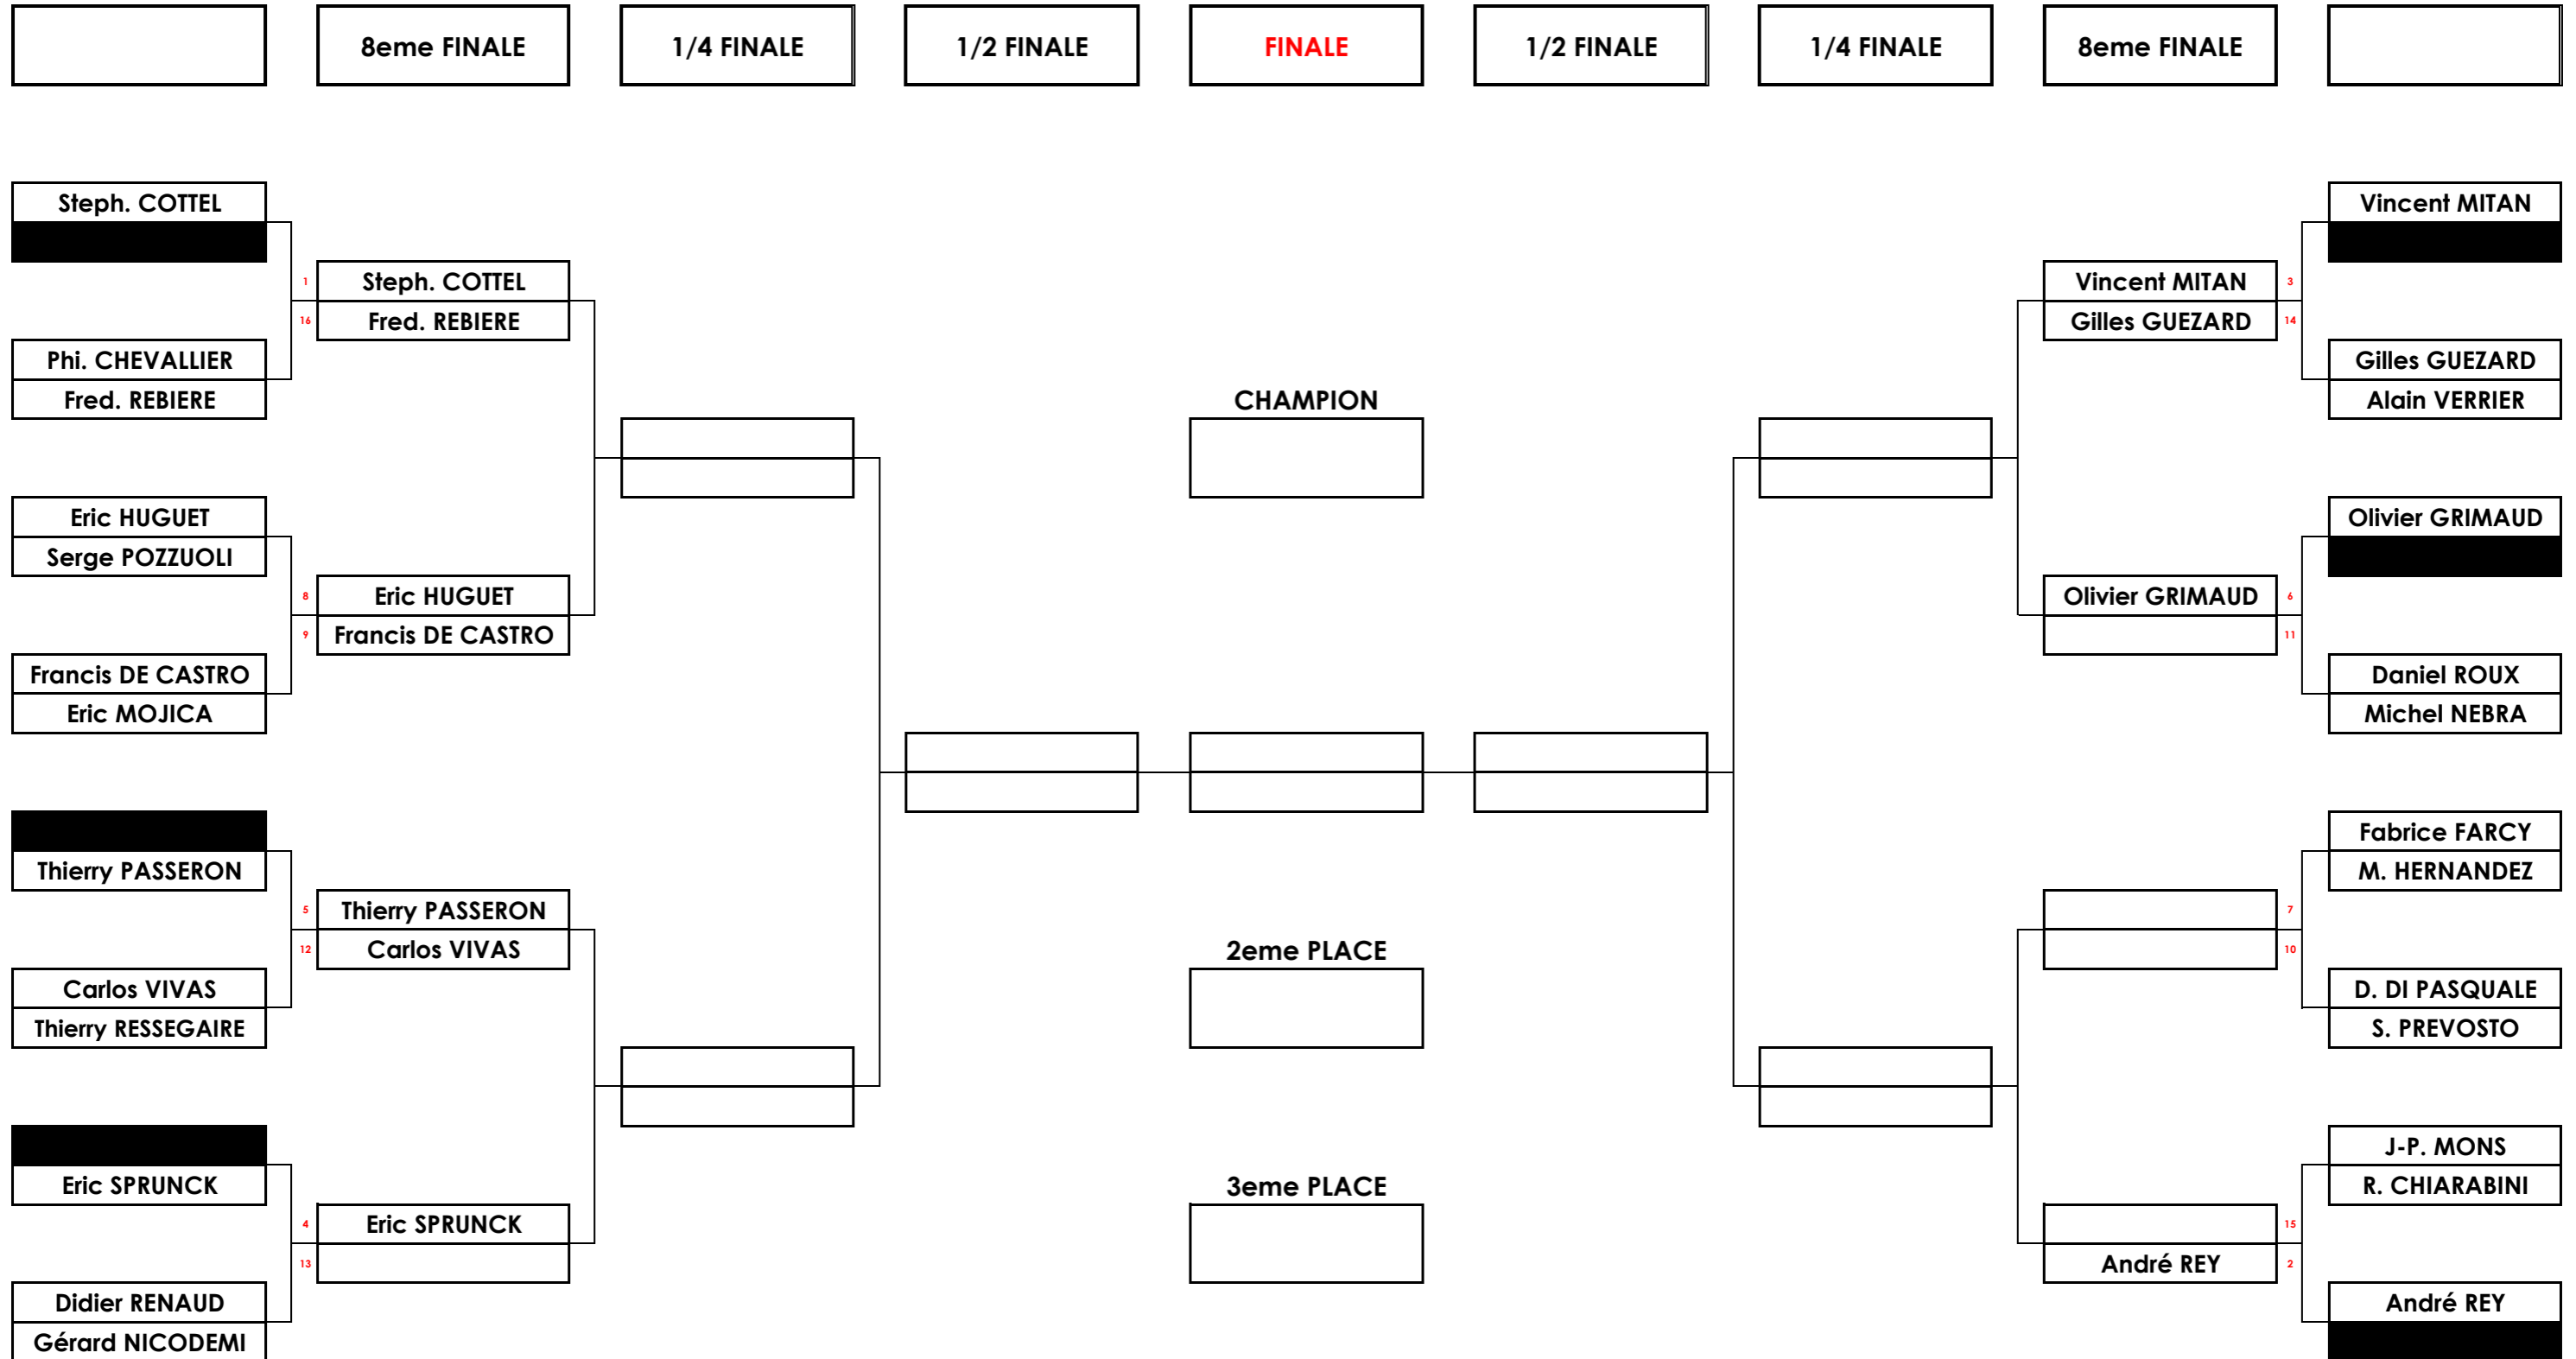 8eme FINALE
1/4 FINALE
1/2 FINALE
FINALE
1/2 FINALE
1/4 FINALE
8eme FINALE
Steph. COTTEL
Phi. CHEVALLIER
Fred. REBIERE
Eric HUGUET
Serge POZZUOLI
Francis DE CASTRO
Eric MOJICA
Thierry PASSERON
Carlos VIVAS
Thierry RESSEGAIRE
Eric SPRUNCK
Didier RENAUD
Gérard NICODEMI
1 Steph. COTTEL
16 Fred. REBIERE
8 Eric HUGUET
9 Francis DE CASTRO
5 Thierry PASSERON
12 Carlos VIVAS
4 Eric SPRUNCK
13
CHAMPION
2eme PLACE
3eme PLACE
Vincent MITAN 3
Gilles GUEZARD 14
Olivier GRIMAUD 6
11
7
10
15
André REY 2
Vincent MITAN
Gilles GUEZARD
Alain VERRIER
Olivier GRIMAUD
Daniel ROUX
Michel NEBRA
Fabrice FARCY
M. HERNANDEZ
D. DI PASQUALE
S. PREVOSTO
J-P. MONS
R. CHIARABINI
André REY